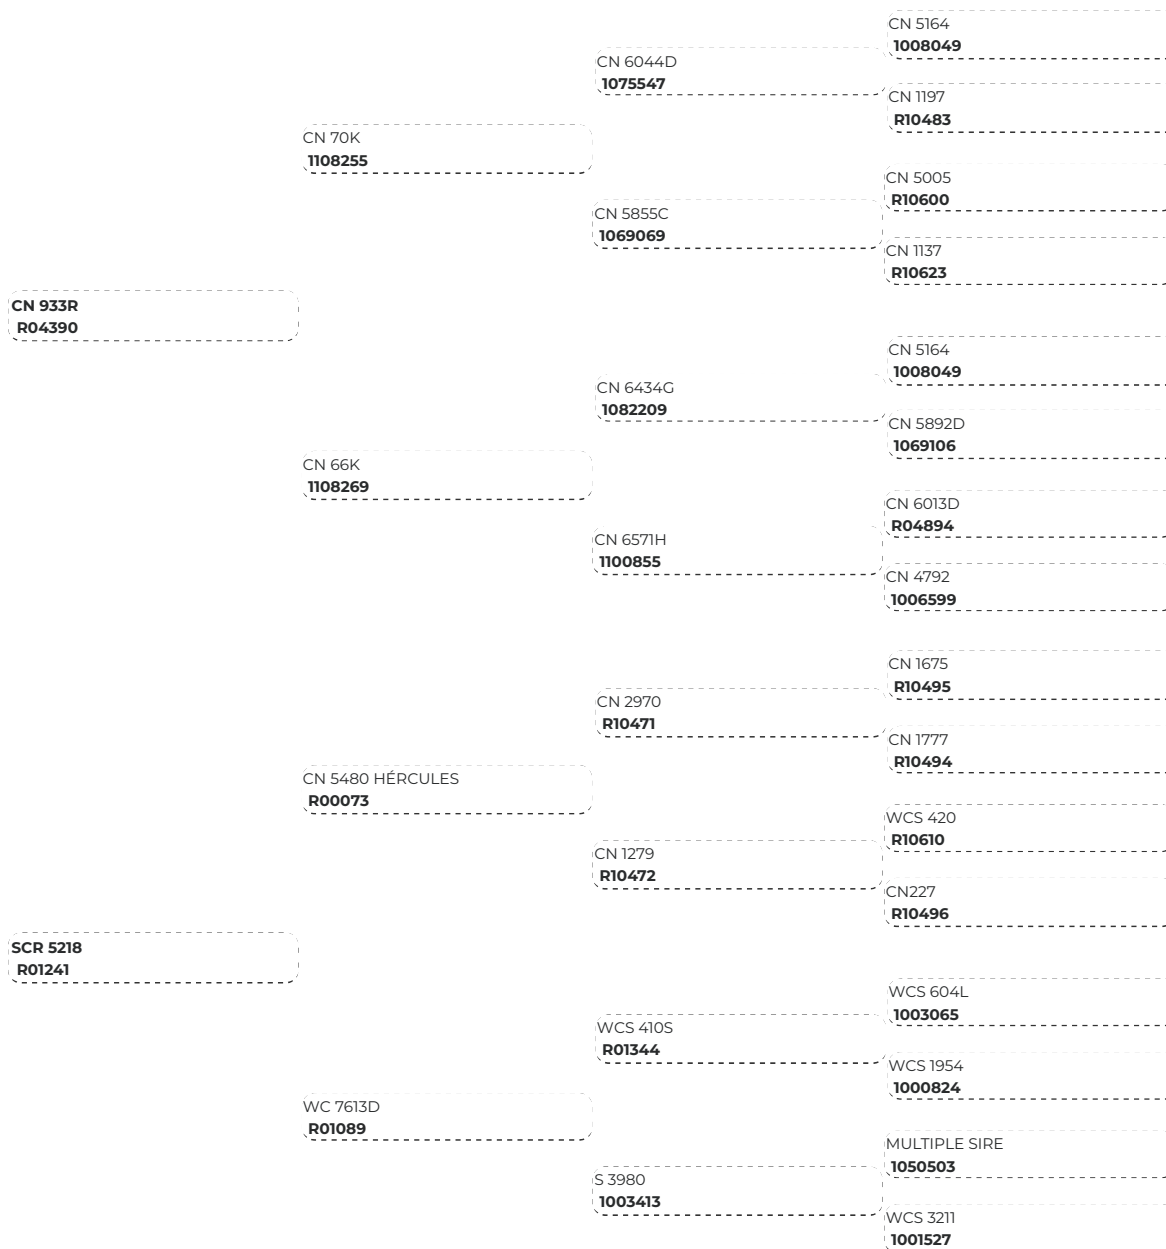 CN 933R
R04390
SCR 5218
R01241
CN 70K
1108255
CN 66K
1108269
CN 5480 HÉRCULES
R00073
WC 7613D
R01089
CN 6044D
1075547
CN 5855C
1069069
CN 6434G
1082209
CN 6571H
1100855
CN 2970
R10471
CN 1279
R10472
WCS 410S
R01344
S 3980
1003413
CN 5164
1008049
CN 1197
R10483
CN 5005
R10600
CN 1137
R10623
CN 5164
1008049
CN 5892D
1069106
CN 6013D
R04894
CN 4792
1006599
CN 1675
R10495
CN 1777
R10494
WCS 420
R10610
CN227
R10496
WCS 604L
1003065
WCS 1954
1000824
MULTIPLE SIRE
1050503
WCS 3211
1001527